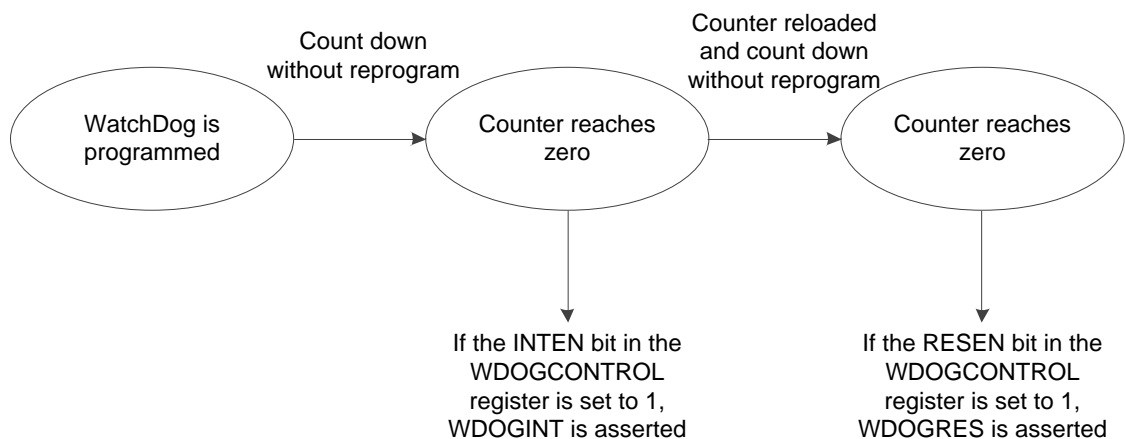 Count down
without reprogram
Counter reloaded
and count down
without reprogram
WatchDog is
programmed
Counter reaches
zero
Counter reaches
zero
If the INTEN bit in the
WDOGCONTROL
register is set to 1,
WDOGINT is asserted
If the RESEN bit in the
WDOGCONTROL
register is set to 1,
WDOGRES is asserted